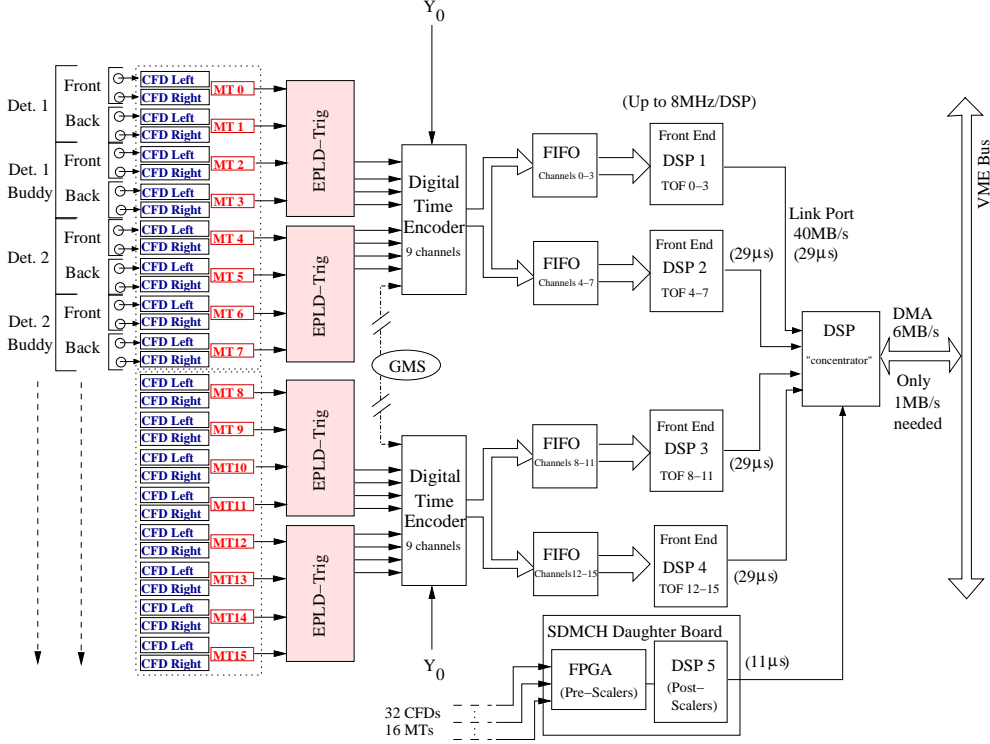 Y0
Det. 1
Front
CFD Left
CFD Right
MT 0
Back
CFD Left
CFD Right
MT 1
Det. 1
Buddy
Front
CFD Left
CFD Right
MT 2
Back
CFD Left
CFD Right
MT 3
Det. 2
Front
CFD Left
CFD Right
MT 4
Back
CFD Left
CFD Right
MT 5
Det. 2
Buddy
Front
CFD Left
CFD Right
MT 6
Back
CFD Left
CFD Right
MT 7
CFD Left
CFD Right
MT 8
CFD Left
CFD Right
MT 9
CFD Left
CFD Right
MT10
CFD Left
CFD Right
MT11
CFD Left
CFD Right
MT12
CFD Left
CFD Right
MT13
CFD Left
CFD Right
MT14
CFD Left
CFD Right
MT15
EPLD–Trig
EPLD–Trig
EPLD–Trig
EPLD–Trig
Digital
Time
Encoder
9 channels
GMS
Digital
Time
Encoder
9 channels
Y0
(Up to 8MHz/DSP)
FIFO
Channels 0–3
Front End
DSP 1
TOF 0–3
FIFO
Channels 4–7
Front End
DSP 2
TOF 4–7
(29μs)
Link Port
40MB/s
(29μs)
FIFO
Channels 8–11
Front End
DSP 3
TOF 8–11
(29μs)
FIFO
Channels12–15
Front End
DSP 4
TOF 12–15
(29μs)
DSP
"concentrator"
DMA
6MB/s
Only
1MB/s
needed
VME Bus
SDMCH Daughter Board
FPGA
(Pre–Scalers)
DSP 5
(Post–
Scalers)
(11μs)
32 CFDs
16 MTs